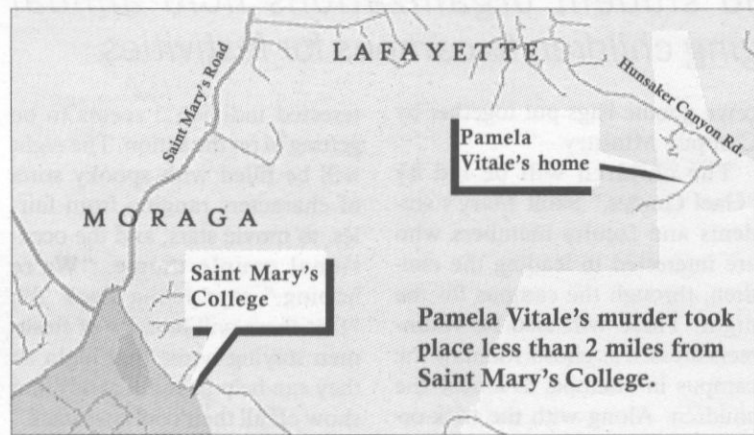 LAFAYETTE
Saint Mary's Road
Hunsaker Canyon Rd.
Pamela
Vitale's home
MORAGA
Saint Mary's
College
Pamela Vitale's murder took
place less than 2 miles from
Saint Mary's College.